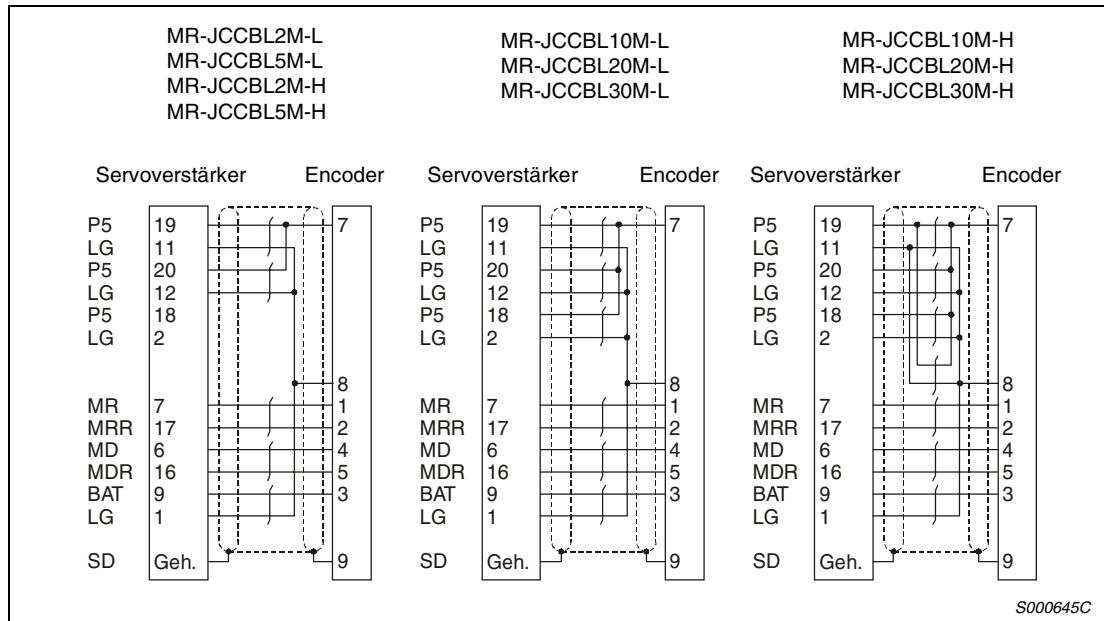 MR-JCCBL2M-L
MR-JCCBL5M-L
MR-JCCBL2M-H
MR-JCCBL5M-H
Servoverstärker Encoder
P5 19 7
LG 11
P5 20
LG 12
P5 18
LG 2
8
MR 7 1
MRR 17 2
MD 6 4
MDR 16 5
BAT 9 3
LG 1
SD Geh. 9
MR-JCCBL10M-L
MR-JCCBL20M-L
MR-JCCBL30M-L
Servoverstärker Encoder
P5 19 7
LG 11
P5 20
LG 12
P5 18
LG 2
8
MR 7 1
MRR 17 2
MD 6 4
MDR 16 5
BAT 9 3
LG 1
SD Geh. 9
MR-JCCBL10M-H
MR-JCCBL20M-H
MR-JCCBL30M-H
Servoverstärker Encoder
P5 19 7
LG 11
P5 20
LG 12
P5 18
LG 2
8
MR 7 1
MRR 17 2
MD 6 4
MDR 16 5
BAT 9 3
LG 1
SD Geh. 9
S000645C